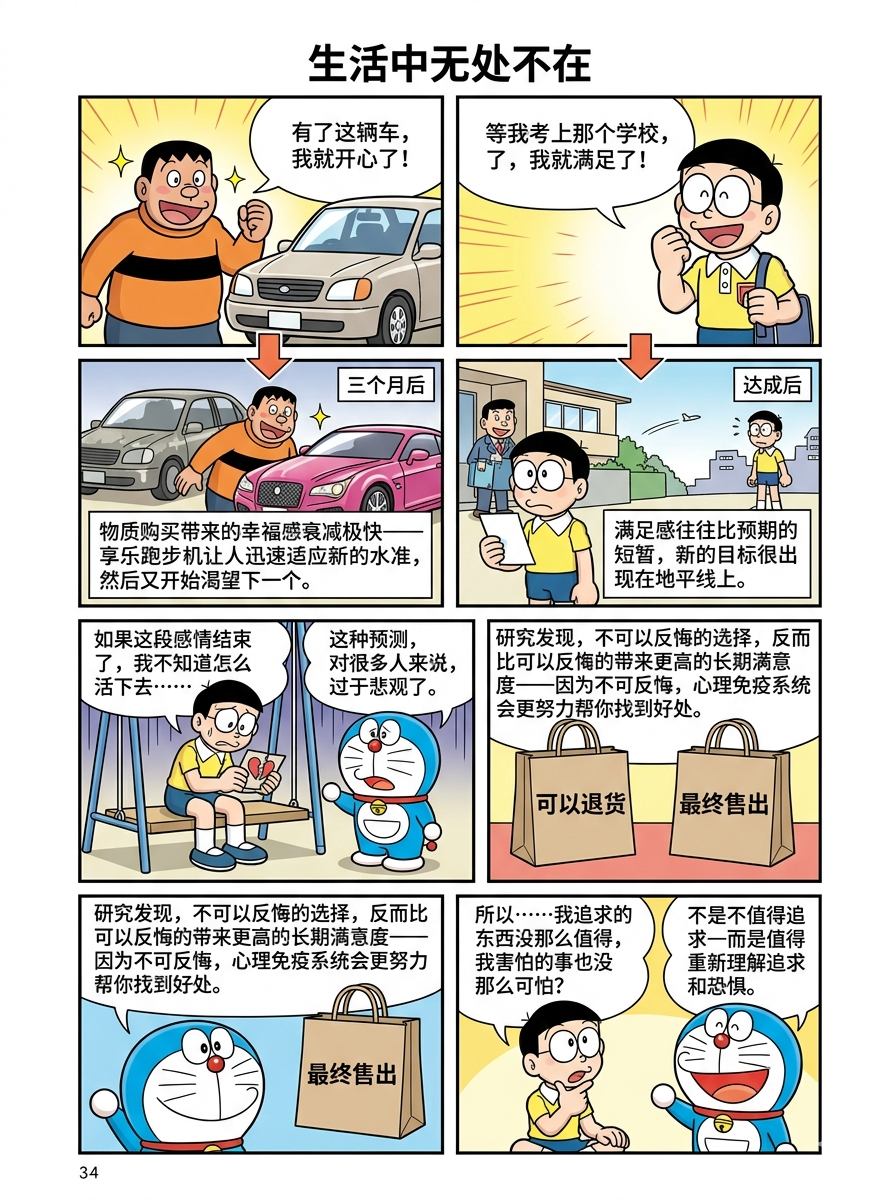 生活中无处不在
有了这辆车，
我就开心了！
等我考上那个学校，
了，我就满足了！
三个月后
物质购买带来的幸福感衰减极快——
享乐跑步机让人迅速适应新的水准，
然后又开始渴望下一个。
达成后
满足感往往比预期的
短暂，新的目标很出
现在地平线上。
如果这段感情结束
了，我不知道怎么
活下去……
这种预测，
对很多人来说，
过于悲观了。
研究发现，不可以反悔的选择，反而
比可以反悔的带来更高的长期满意
度——因为不可反悔，心理免疫系统
会更努力帮你找到好处。
可以退货
最终售出
研究发现，不可以反悔的选择，反而比
可以反悔的带来更高的长期满意度——
因为不可反悔，心理免疫系统会更努力
帮你找到好处。
最终售出
所以……我追求的
东西没那么值得，
我害怕的事也没
那么可怕？
不是不值得追
求—而是值得
重新理解追求
和恐惧。
34